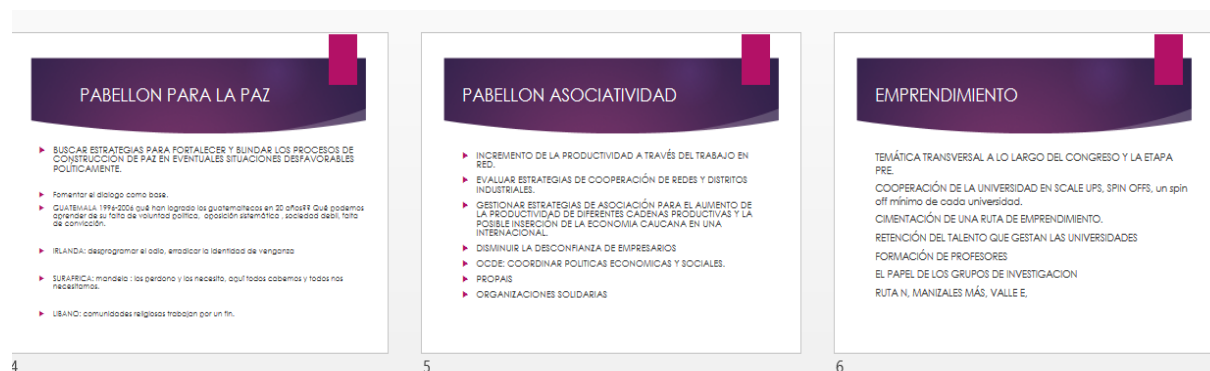 PABELLON PARA LA PAZ
BUSCAR ESTRATEGIAS PARA FORTALECER Y BLINDAR LOS PROCESOS DE
CONSTRUCCIÓN DE PAZ EN EVENTUALES SITUACIONES DESFAVORABLES
POLÍTICAMENTE.
Fomentar el dialogo como base.
GUATEMALA 1996-2006 qué han logrado los guatemaltecos en 20 años?? Qué podemos
aprender de su falta de voluntad política, oposición sistemática , sociedad debil, falta
de convicción.
IRLANDA: desprogramar el odio, erradicar la identidad de venganza
SURAFRICA: mandela : los perdono y los necesito, aquí todos cabemos y todos nos
necesitamos.
LIBANO: comunidades religiosas trabajan por un fin.
4
PABELLON ASOCIATIVIDAD
INCREMENTO DE LA PRODUCTIVIDAD A TRAVÉS DEL TRABAJO EN
RED.
EVALUAR ESTRATEGIAS DE COOPERACIÓN DE REDES Y DISTRITOS
INDUSTRIALES.
GESTIONAR ESTRATEGIAS DE ASOCIACIÓN PARA EL AUMENTO DE
LA PRODUCTIVIDAD DE DIFERENTES CADENAS PRODUCTIVAS Y LA
POSIBLE INSERCIÓN DE LA ECONOMIA CAUCANA EN UNA
INTERNACIONAL.
DISMINUIR LA DESCONFIANZA DE EMPRESARIOS
OCDE: COORDINAR POLITICAS ECONOMICAS Y SOCIALES.
PROPAIS
ORGANIZACIONES SOLIDARIAS
5
EMPRENDIMIENTO
TEMÁTICA TRANSVERSAL A LO LARGO DEL CONGRESO Y LA ETAPA
PRE.
COOPERACIÓN DE LA UNIVERSIDAD EN SCALE UPS, SPIN OFFS, un spin
off mínimo de cada universidad.
CIMENTACIÓN DE UNA RUTA DE EMPRENDIMIENTO.
RETENCIÓN DEL TALENTO QUE GESTAN LAS UNIVERSIDADES
FORMACIÓN DE PROFESORES
EL PAPEL DE LOS GRUPOS DE INVESTIGACION
RUTA N, MANIZALES MÁS, VALLE E,
6